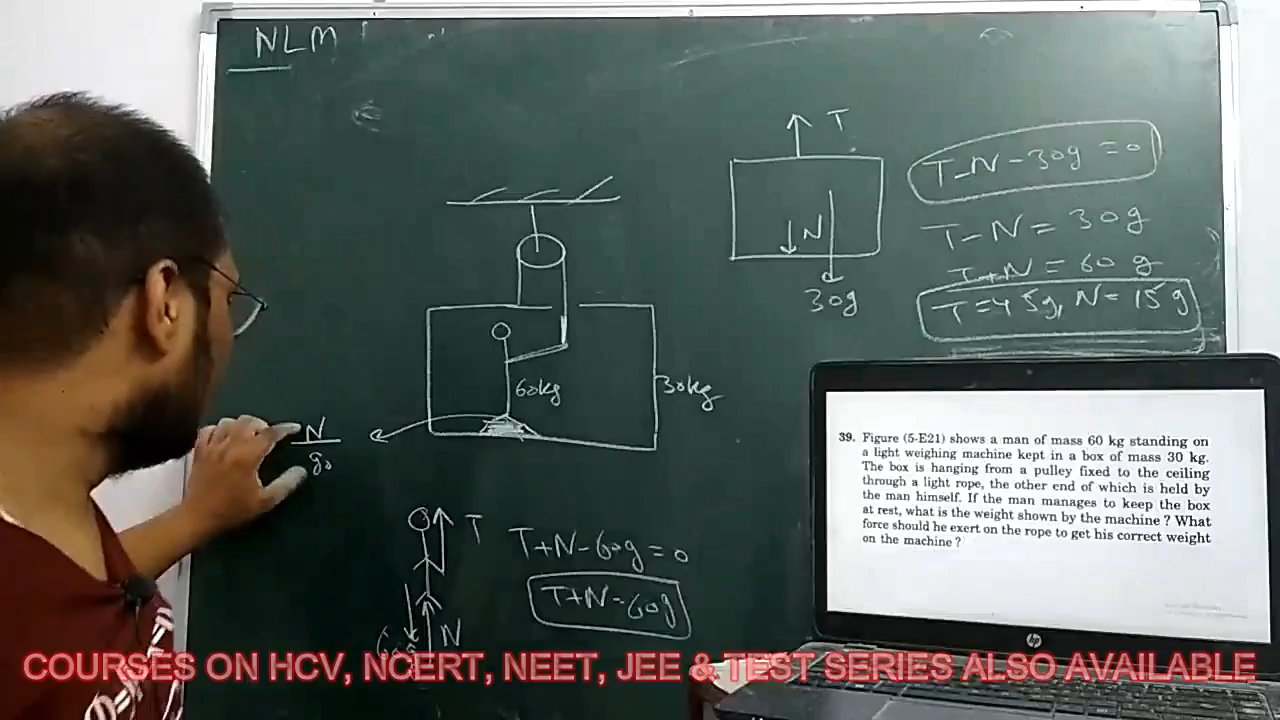 NLM
T
N
30g
T-N-30g=0
T-N=30g
T+N=60g
T=45g, N=15g
60kg
30kg
N
g
T
N
T+N-60g=0
T+N=60g
39. Figure (5-E21) shows a man of mass 60 kg standing on
a light weighing machine kept in a box of mass 30 kg.
The box is hanging from a pulley fixed to the ceiling
through a light rope, the other end of which is held by
the man himself. If the man manages to keep the box
at rest, what is the weight shown by the machine ? What
force should he exert on the rope to get his correct weight
on the machine ?
hp
COURSES ON HCV, NCERT, NEET, JEE & TEST SERIES ALSO AVAILABLE